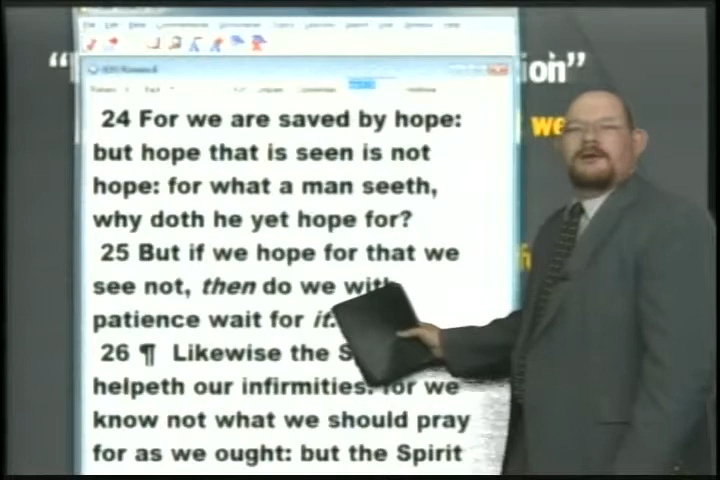 ion”
we
24 For we are saved by hope:
but hope that is seen is not
hope: for what a man seeth,
why doth he yet hope for?
25 But if we hope for that we
see not, then do we with
patience wait for it.
26 ¶ Likewise the S
helpeth our infirmities: for we
know not what we should pray
for as we ought: but the Spirit